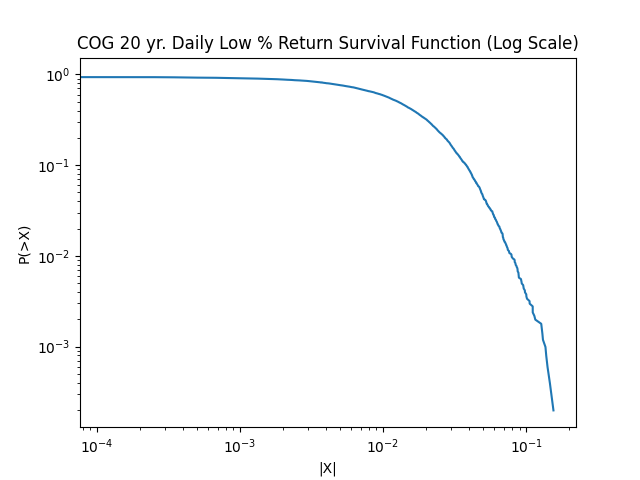 COG 20 yr. Daily Low % Return Survival Function (Log Scale)
10⁰
10⁻¹
10⁻²
10⁻³
P(>X)
10⁻⁴
10⁻³
10⁻²
10⁻¹
|X|